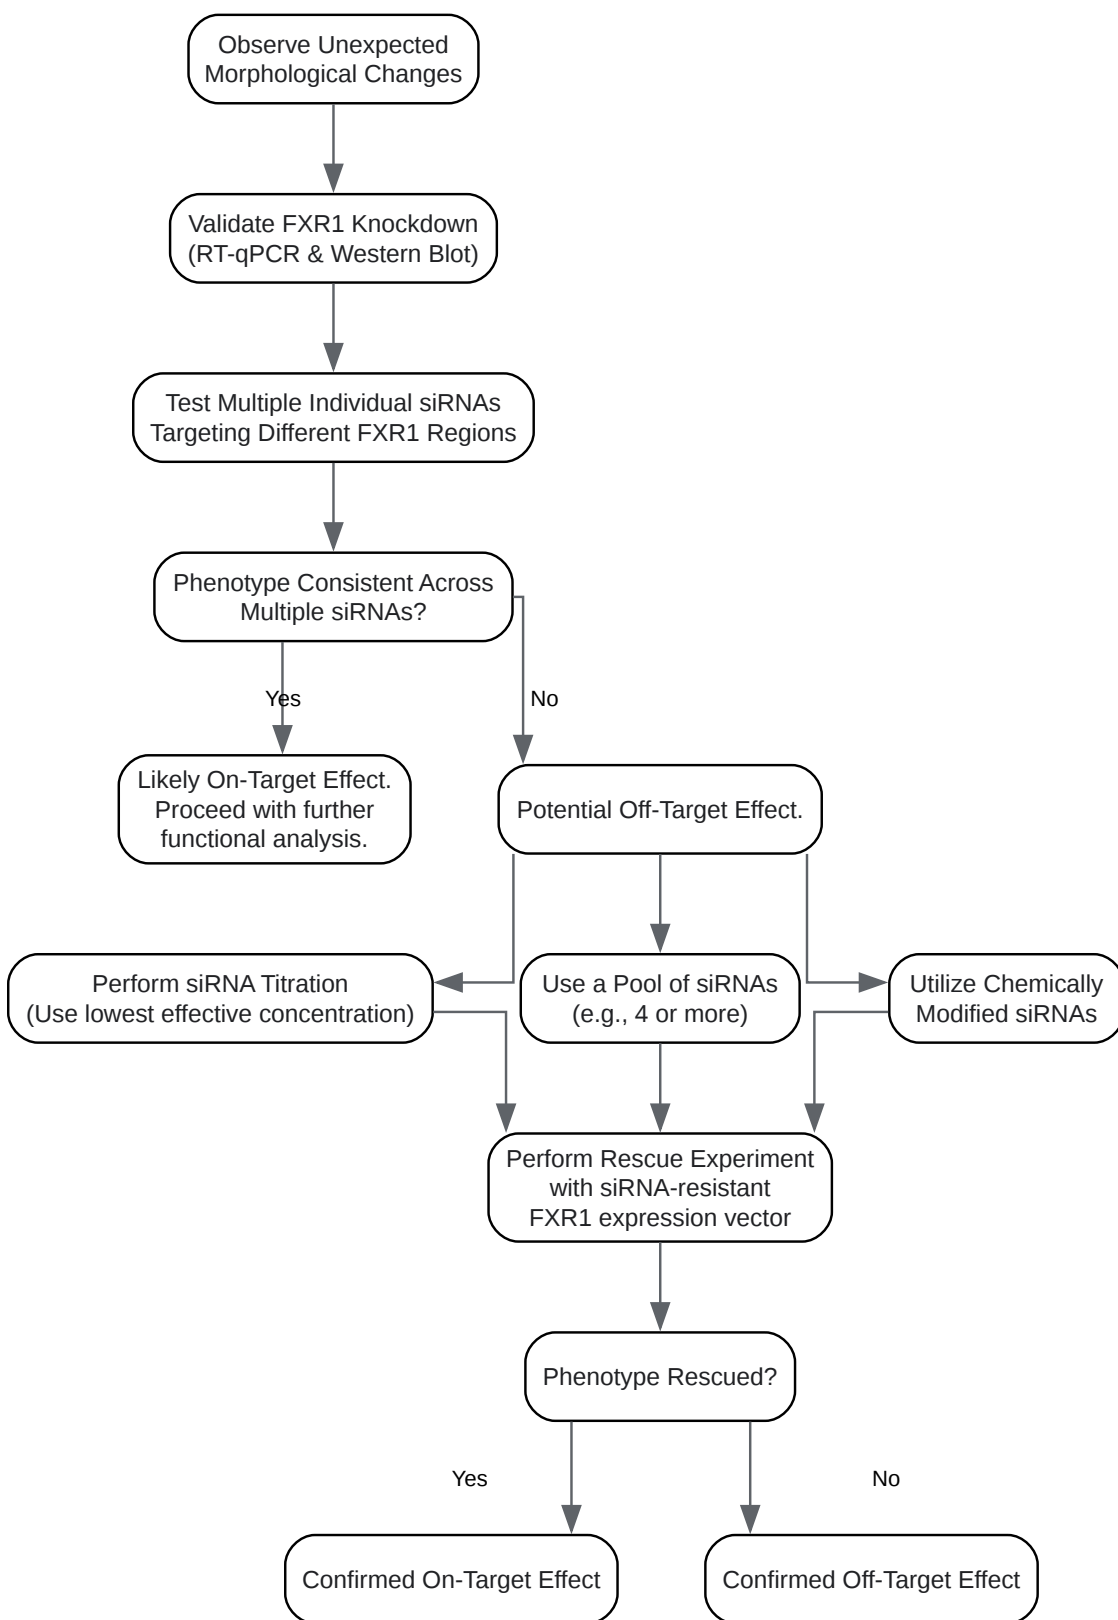 Observe Unexpected
Morphological Changes
Validate FXR1 Knockdown
(RT-qPCR & Western Blot)
Test Multiple Individual siRNAs
Targeting Different FXR1 Regions
Phenotype Consistent Across
Multiple siRNAs?
Yes
No
Likely On-Target Effect.
Proceed with further
functional analysis.
Potential Off-Target Effect.
Perform siRNA Titration
(Use lowest effective concentration)
Use a Pool of siRNAs
(e.g., 4 or more)
Utilize Chemically
Modified siRNAs
Perform Rescue Experiment
with siRNA-resistant
FXR1 expression vector
Phenotype Rescued?
Yes
No
Confirmed On-Target Effect
Confirmed Off-Target Effect